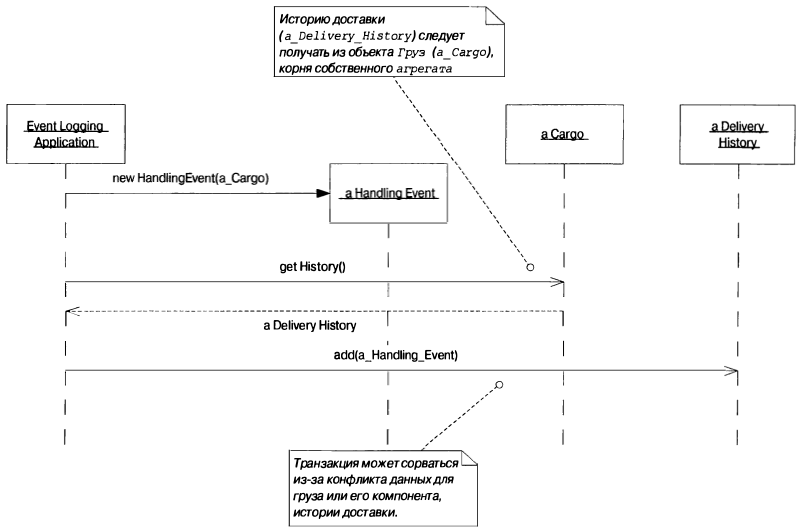 Историю доставки
(a_Delivery_History) следует
получать из объекта Груз (a_Cargo),
корня собственного агрегата
Event Logging
Application
a Cargo
a Delivery
History
new HandlingEvent(a_Cargo)
a Handling Event
get History()
a Delivery History
add(a_Handling_Event)
Транзакция может сорваться
из-за конфликта данных для
груза или его компонента,
истории доставки.